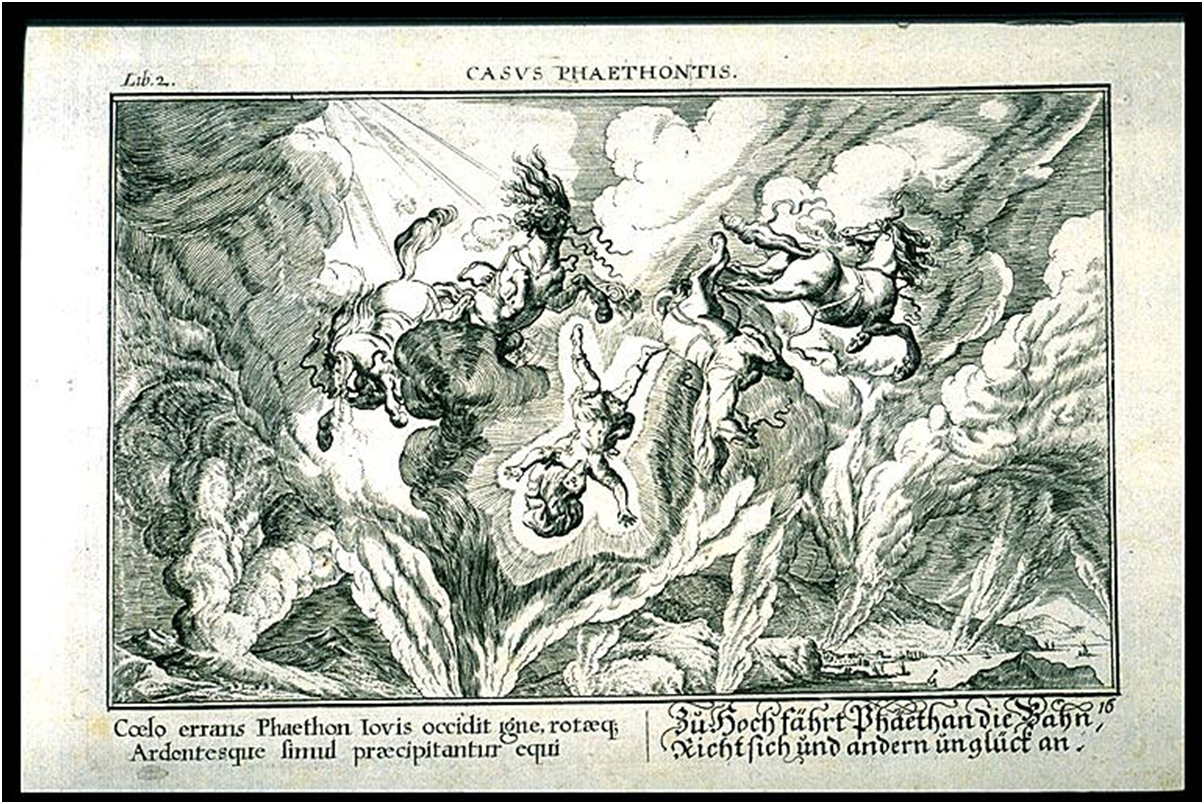 Lib. 2.
CASVS PHAETHONTIS.
Cœlo errans Phaethon Iovis occidit igne, rotæq;
Ardentesque simul præcipitantur equi
Zu Hoch fährt Phaethan die Bahn,
Richt sich und andern unglück an.
16